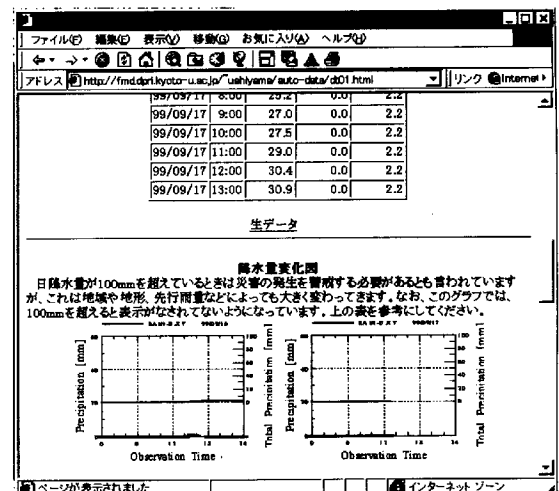 ファイル(F) 編集(E) 表示(V) 移動(G) お気に入り(A) ヘルプ(H)
アドレス http://fmd.dpri.kyoto-u.ac.jp/~ushiyama/auto-data/dt01.html リンク Internet
99/09/17 8:00 25.2 0.0 2.2
99/09/17 9:00 27.0 0.0 2.2
99/09/17 10:00 27.5 0.0 2.2
99/09/17 11:00 29.0 0.0 2.2
99/09/17 12:00 30.4 0.0 2.2
99/09/17 13:00 30.9 0.0 2.2
生データ
降水量変化図
日降水量が100mmを超えているときは災害の発生を警戒する必要があるとも言われています
が、これは地域や地形、先行雨量などによっても大きく変わってきます。なお、このグラフでは、
100mmを超えると表示がなされてないようになっています。上の表を参考にしてください。
Precipitation [mm]
Total Precipitation [mm]
Observation Time
Precipitation [mm]
Total Precipitation [mm]
Observation Time
ページが表示されました
インターネット ゾーン